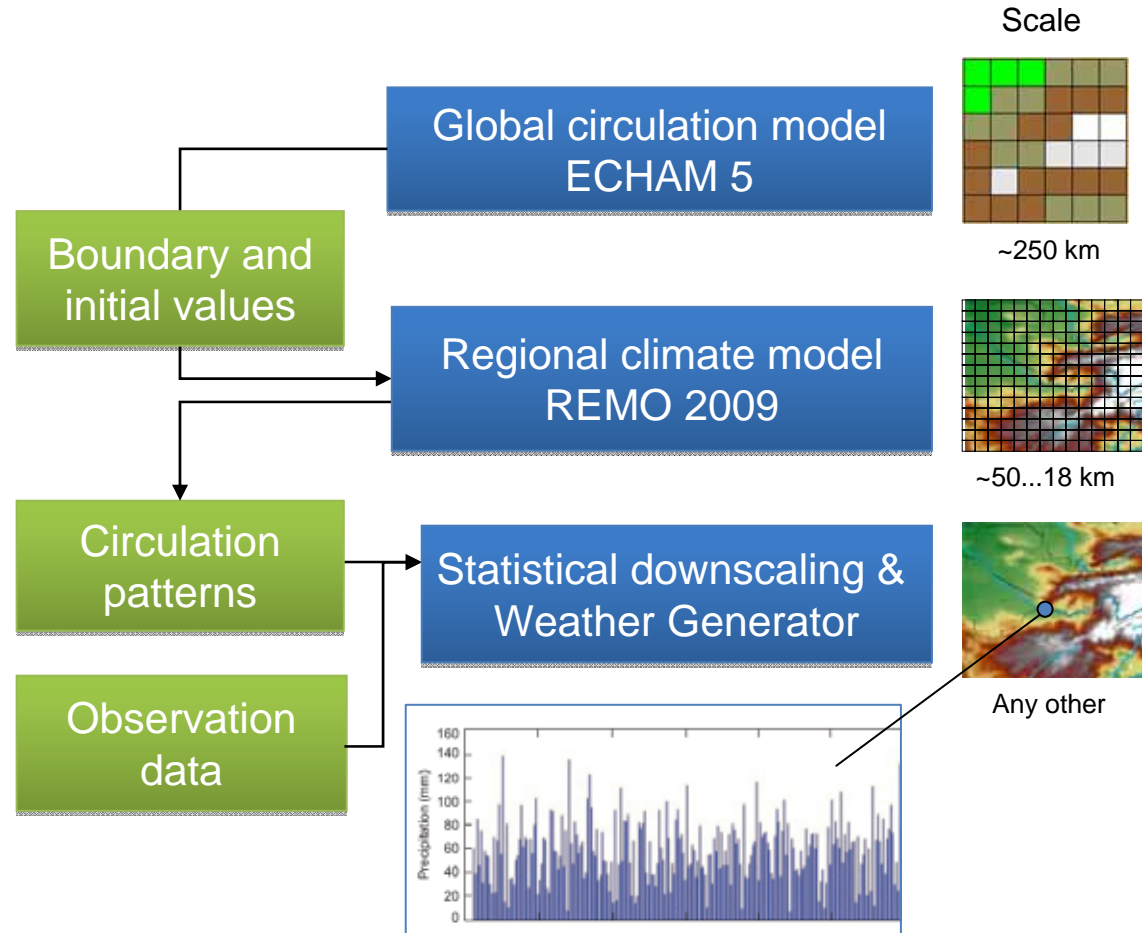 Scale
Global circulation model
ECHAM 5
~250 km
Boundary and
initial values
Regional climate model
REMO 2009
~50...18 km
Circulation
patterns
Statistical downscaling &
Weather Generator
Any other
Observation
data
Precipitation (mm)
160
140
120
100
80
60
40
20
0